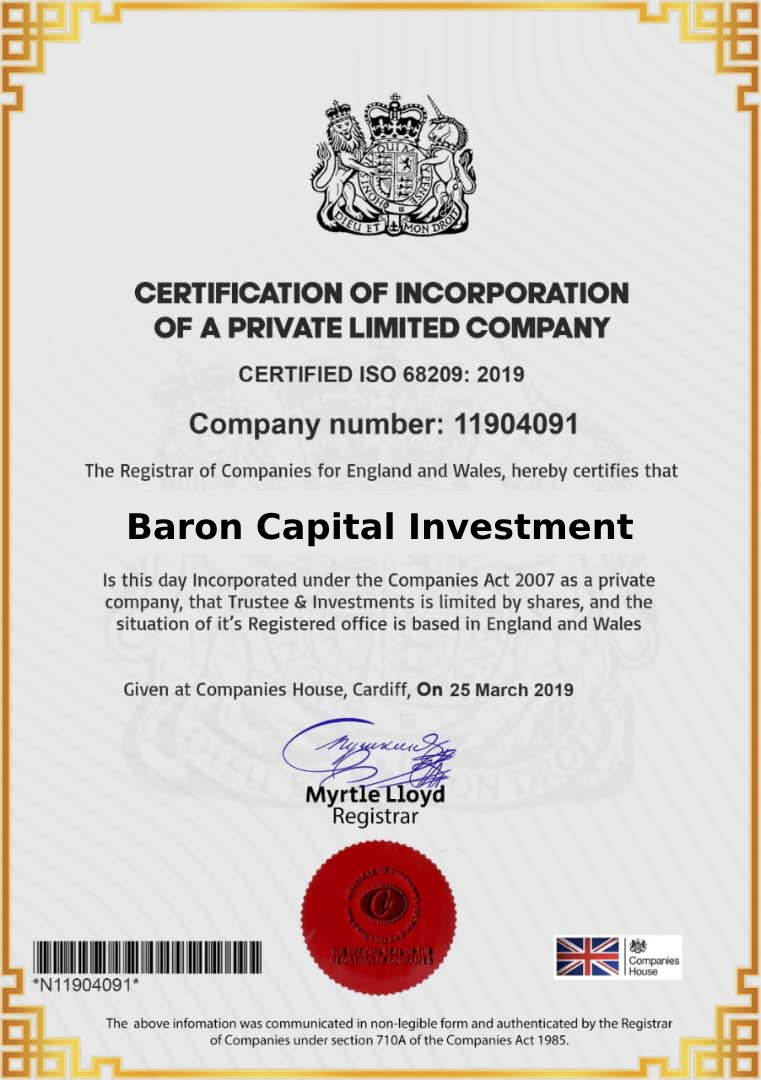 DIEU ET MON DROIT
CERTIFICATION OF INCORPORATION
OF A PRIVATE LIMITED COMPANY
CERTIFIED ISO 68209: 2019
Company number: 11904091
The Registrar of Companies for England and Wales, hereby certifies that
Baron Capital Investment
Is this day Incorporated under the Companies Act 2007 as a private
company, that Trustee & Investments is limited by shares, and the
situation of it’s Registered office is based in England and Wales
Given at Companies House, Cardiff, On 25 March 2019
Myrtle Lloyd
Registrar
*N11904091*
Companies
House
The above infomation was communicated in non-legible form and authenticated by the Registrar
of Companies under section 710A of the Companies Act 1985.